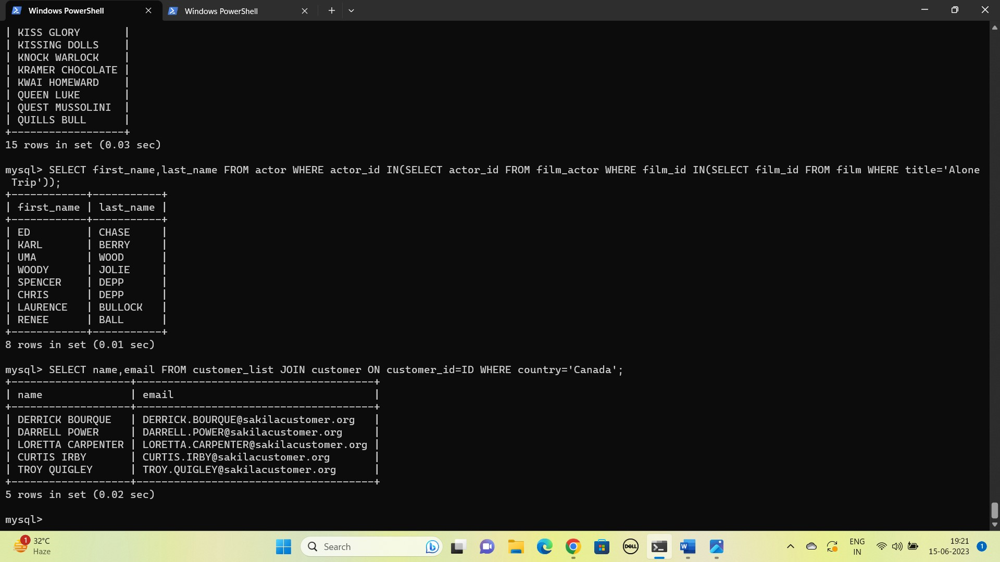 Windows PowerShell
Windows PowerShell
| KISS GLORY       |
| KISSING DOLLS    |
| KNOCK WARLOCK    |
| KRAMER CHOCOLATE |
| KWAI HOMEWARD    |
| QUEEN LUKE       |
| QUEST MUSSOLINI  |
| QUILLS BULL      |
+------------------+
15 rows in set (0.03 sec)
mysql> SELECT first_name,last_name FROM actor WHERE actor_id IN(SELECT actor_id FROM film_actor WHERE film_id IN(SELECT film_id FROM film WHERE title='Alone
 Trip'));
+------------+-----------+
| first_name | last_name |
+------------+-----------+
| ED         | CHASE     |
| KARL       | BERRY     |
| UMA        | WOOD      |
| WOODY      | JOLIE     |
| SPENCER    | DEPP      |
| CHRIS      | DEPP      |
| LAURENCE   | BULLOCK   |
| RENEE      | BALL      |
+------------+-----------+
8 rows in set (0.01 sec)
mysql> SELECT name,email FROM customer_list JOIN customer ON customer_id=ID WHERE country='Canada';
+-------------------+--------------------------------------+
| name              | email                                |
+-------------------+--------------------------------------+
| DERRICK BOURQUE   | DERRICK.BOURQUE@sakilacustomer.org   |
| DARRELL POWER     | DARRELL.POWER@sakilacustomer.org     |
| LORETTA CARPENTER | LORETTA.CARPENTER@sakilacustomer.org |
| CURTIS IRBY       | CURTIS.IRBY@sakilacustomer.org       |
| TROY QUIGLEY      | TROY.QUIGLEY@sakilacustomer.org      |
+-------------------+--------------------------------------+
5 rows in set (0.02 sec)
mysql>
1
32°C
Haze
Search
DELL
W
ENG
IN
19:21
15-06-2023
1